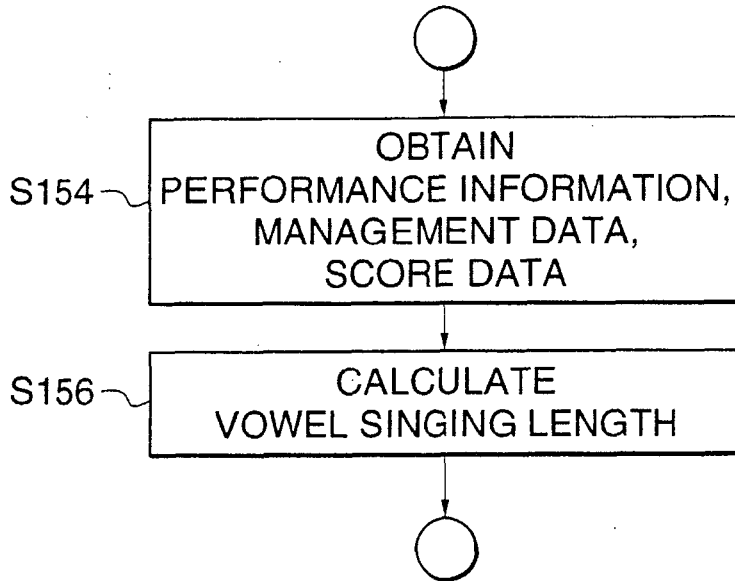 OBTAIN
S154 PERFORMANCE INFORMATION,
MANAGEMENT DATA,
SCORE DATA
S156 CALCULATE
VOWEL SINGING LENGTH